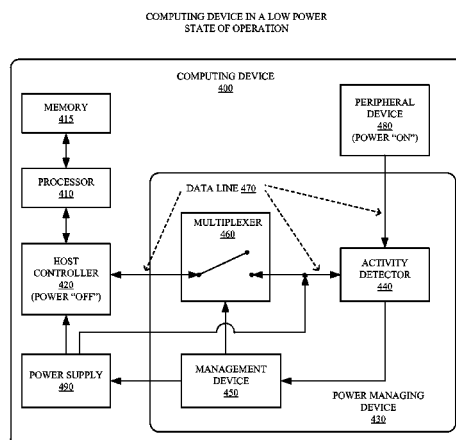 COMPUTING DEVICE IN A LOW POWER
STATE OF OPERATION
COMPUTING DEVICE
400
MEMORY
415
PERIPHERAL
DEVICE
480
(POWER “ON”)
PROCESSOR
410
DATA LINE 470
MULTIPLEXER
460
HOST
CONTROLLER
420
(POWER “OFF”)
ACTIVITY
DETECTOR
440
POWER SUPPLY
490
MANAGEMENT
DEVICE
450
POWER MANAGING
DEVICE
430